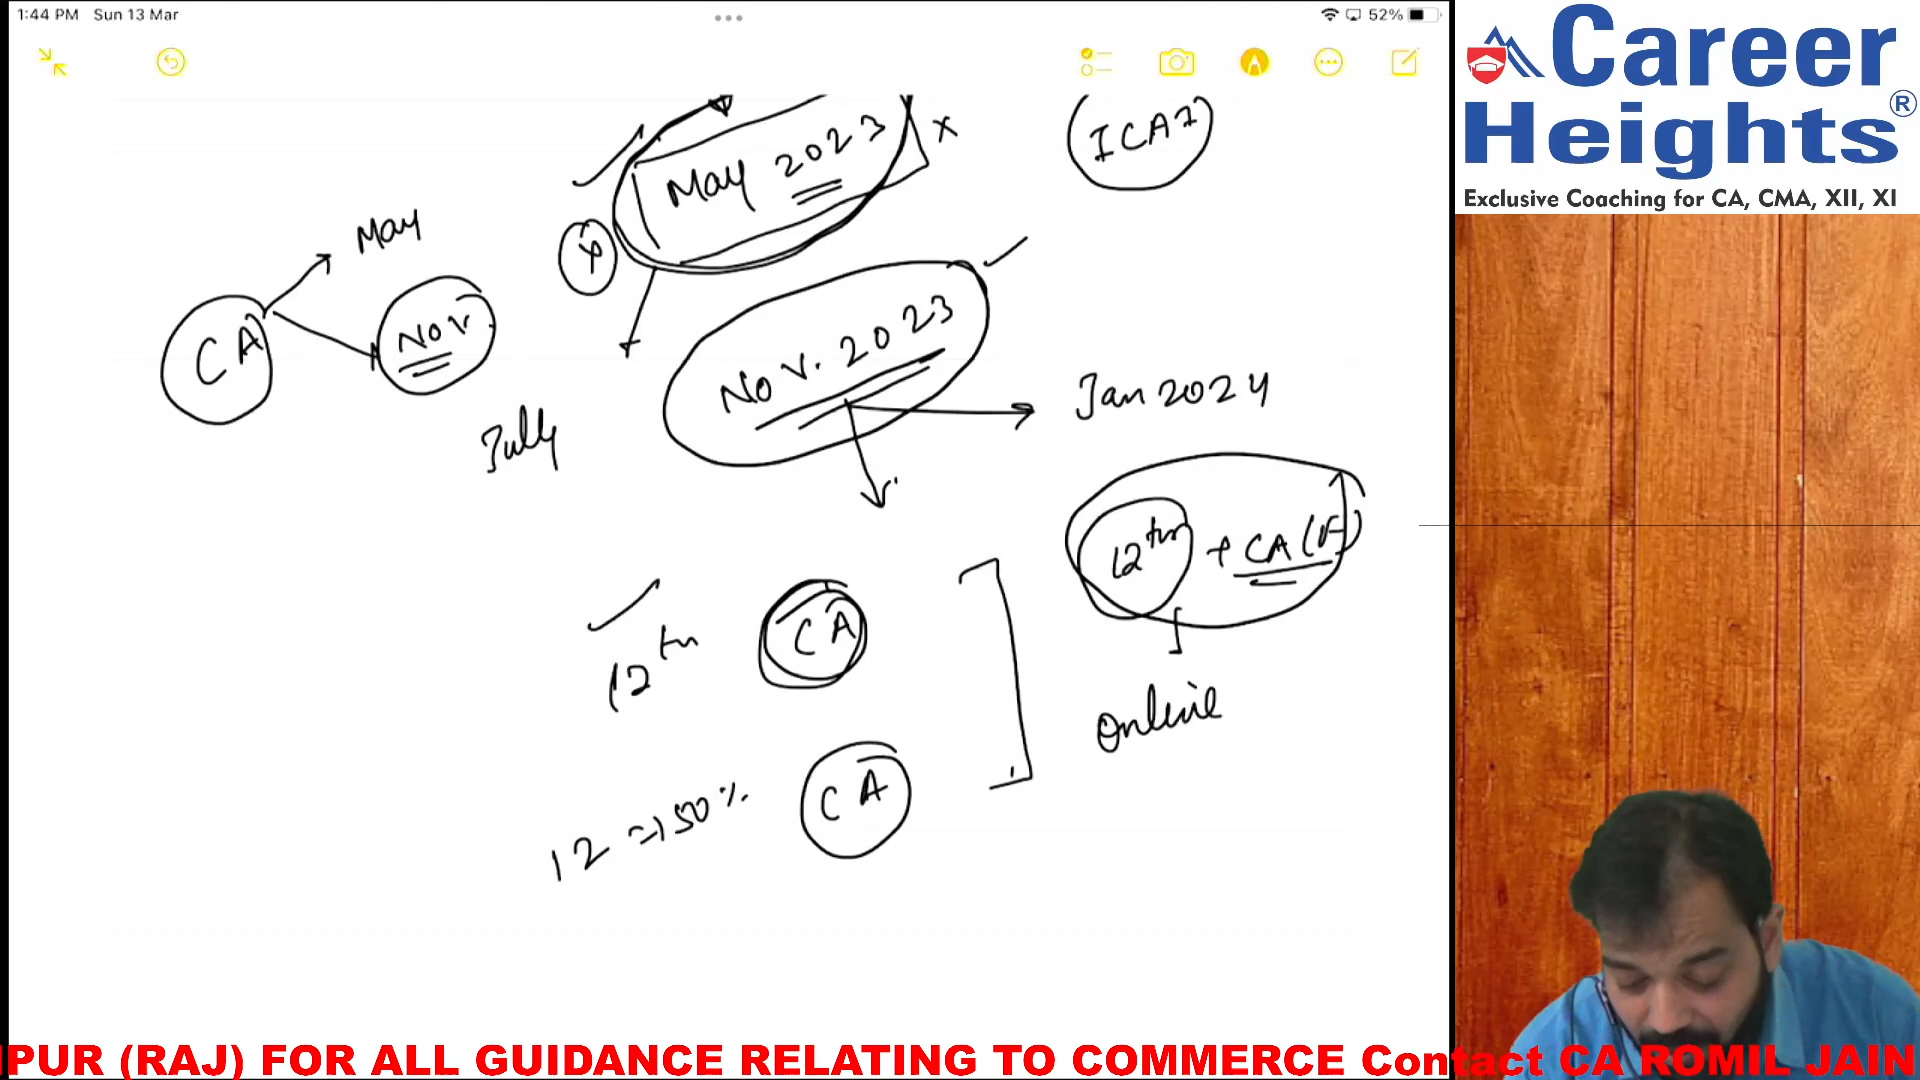 1:44 PM Sun 13 Mar
52%
Career
Heights®
Exclusive Coaching for CA, CMA, XII, XI
May 2023
x
ICAI
May
CA
Nov
Nov. 2023
Jan 2024
July
12th + CA (F)
12th
CA
Online
12 => 50%
CA
IPUR (RAJ) FOR ALL GUIDANCE RELATING TO COMMERCE Contact CA ROMIL JAIN